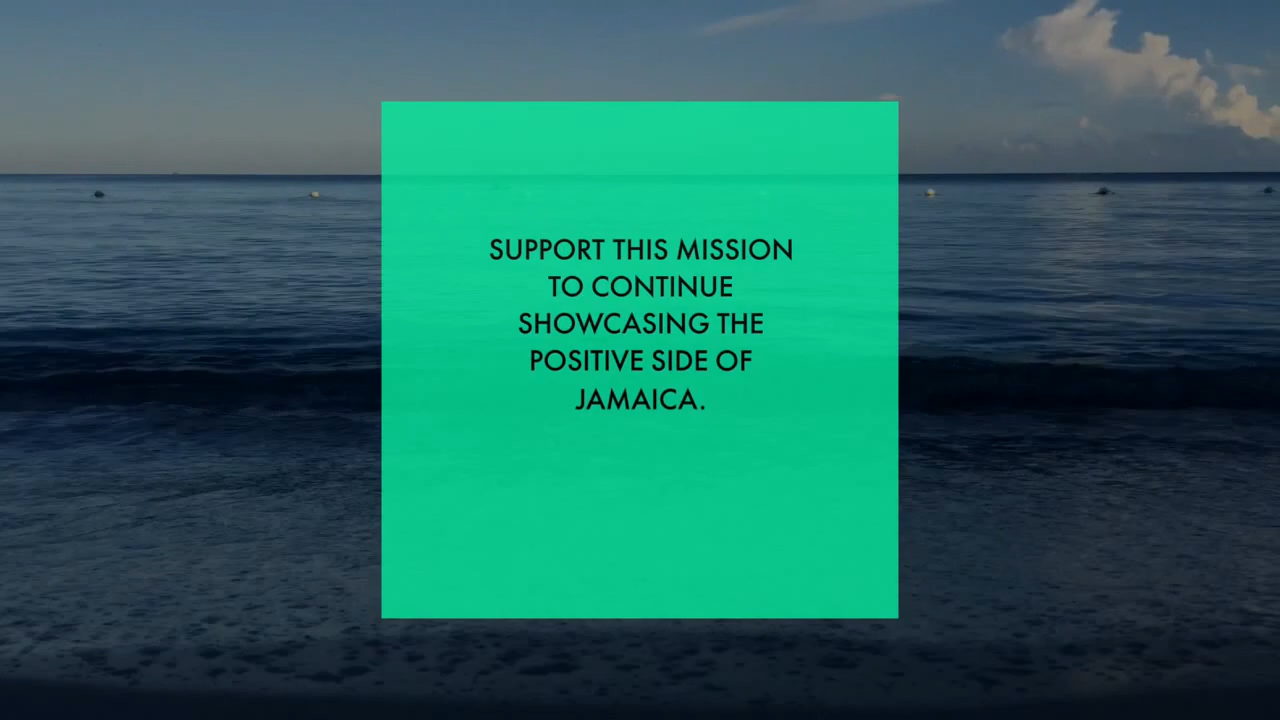 SUPPORT THIS MISSION
TO CONTINUE
SHOWCASING THE
POSITIVE SIDE OF
JAMAICA.